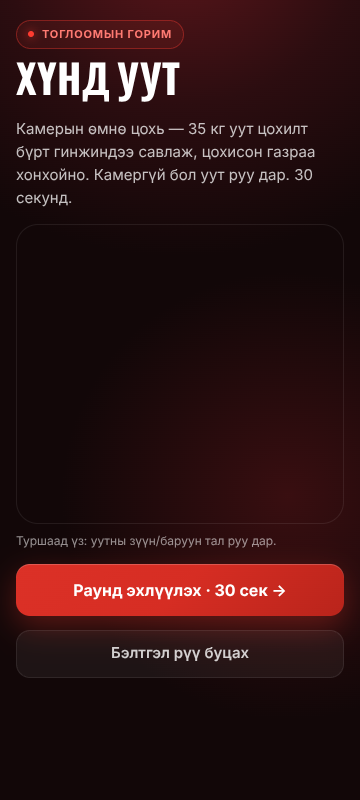 ТОГЛООМЫН ГОРИМ
ХҮНД УУТ
Камерын өмнө цохь — 35 кг уут цохилт
бүрт гинжиндээ савлаж, цохисон газраа
хонхойно. Камергүй бол уут руу дар. 30
секунд.
Туршаад үз: уутны зүүн/баруун тал руу дар.
Раунд эхлүүлэх · 30 сек →
Бэлтгэл рүү буцах